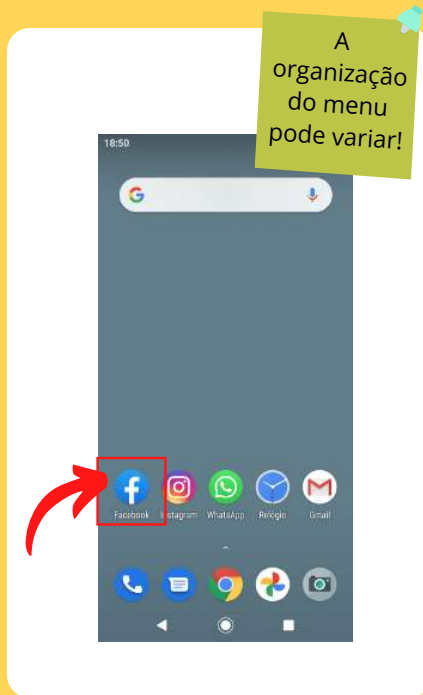 A
organização
do menu
pode variar!
18:50
Facebook Instagram WhatsApp Relógio Gmail